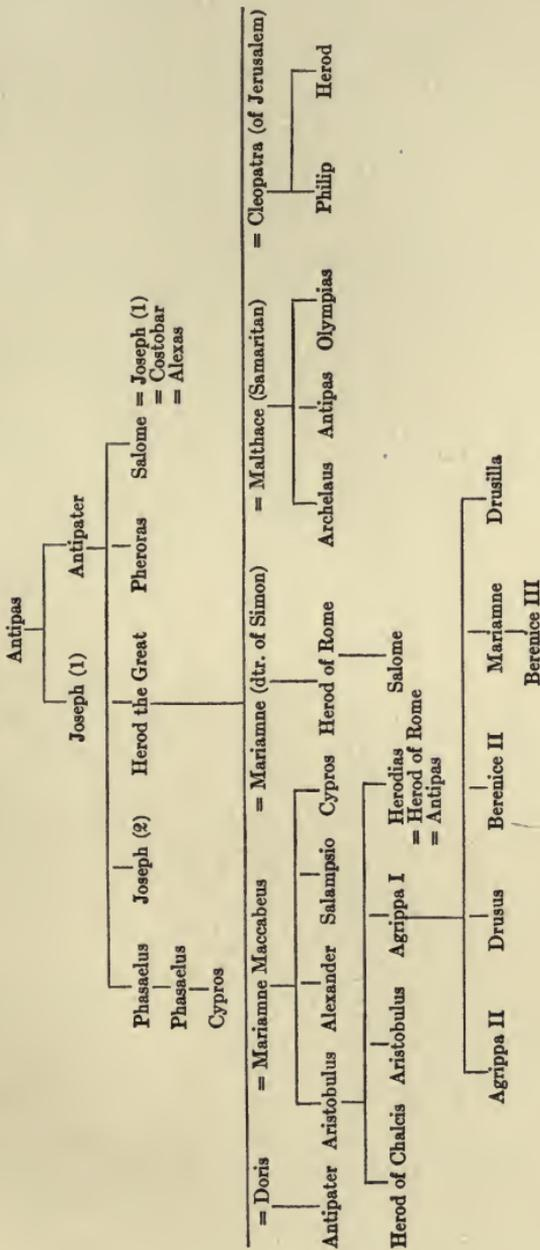 Antipas
Joseph (1) Antipater
Phasaelus Joseph (2) Herod the Great Pheroras Salome = Joseph (1)
= Costobar
= Alexas
Phasaelus
Cypros
= Doris = Mariamne Maccabeus = Mariamne (dtr. of Simon) = Malthace (Samaritan) = Cleopatra (of Jerusalem)
Antipater Aristobulus Alexander Salampsio Cypros Herod of Rome Archelaus Antipas Olympias Philip Herod
Herod of Chalcis Aristobulus Agrippa I Herodias Salome
= Herod of Rome
= Antipas
Agrippa II Drusus Berenice II Mariamne Drusilla
Berenice III